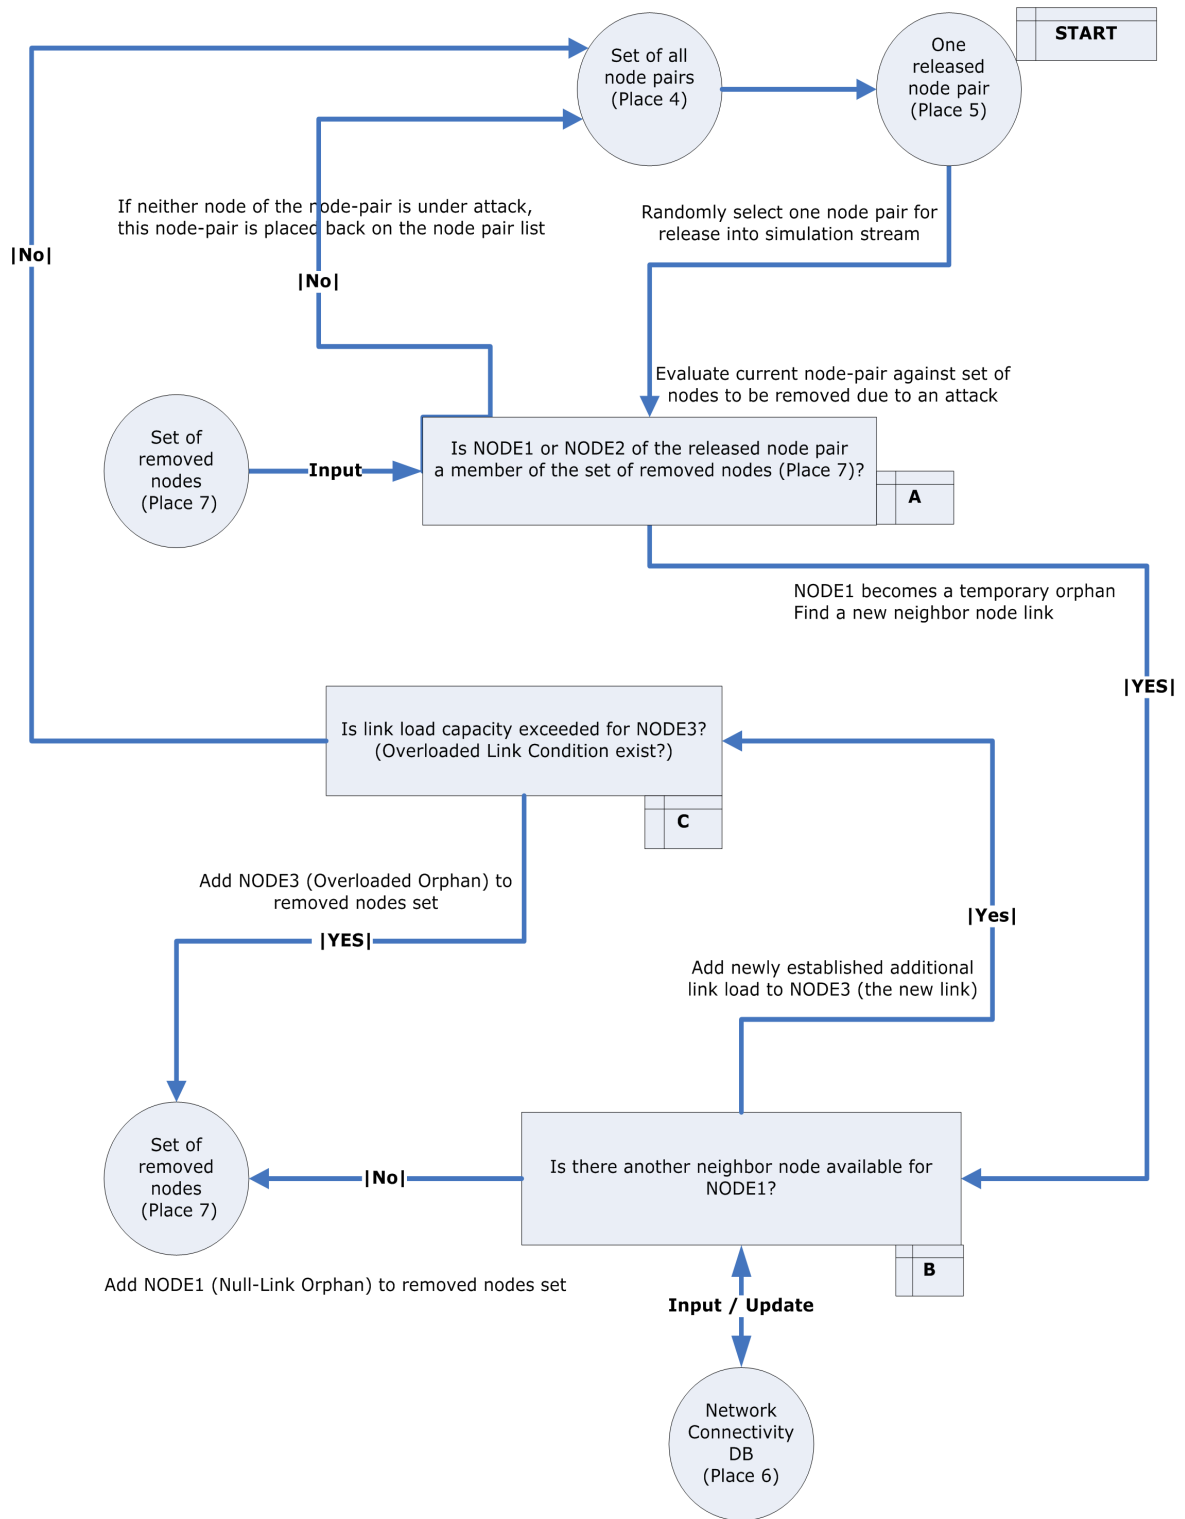 Set of all
node pairs
(Place 4)
One
released
node pair
(Place 5)
START
If neither node of the node-pair is under attack,
this node-pair is placed back on the node pair list
Randomly select one node pair for
release into simulation stream
|No|
|No|
Evaluate current node-pair against set of
nodes to be removed due to an attack
Set of
removed
nodes
(Place 7)
Input
Is NODE1 or NODE2 of the released node pair
a member of the set of removed nodes (Place 7)?
A
NODE1 becomes a temporary orphan
Find a new neighbor node link
|YES|
Is link load capacity exceeded for NODE3?
(Overloaded Link Condition exist?)
C
Add NODE3 (Overloaded Orphan) to
removed nodes set
|YES|
|Yes|
Add newly established additional
link load to NODE3 (the new link)
Set of
removed
nodes
(Place 7)
|No|
Is there another neighbor node available for
NODE1?
B
Add NODE1 (Null-Link Orphan) to removed nodes set
Input / Update
Network
Connectivity
DB
(Place 6)